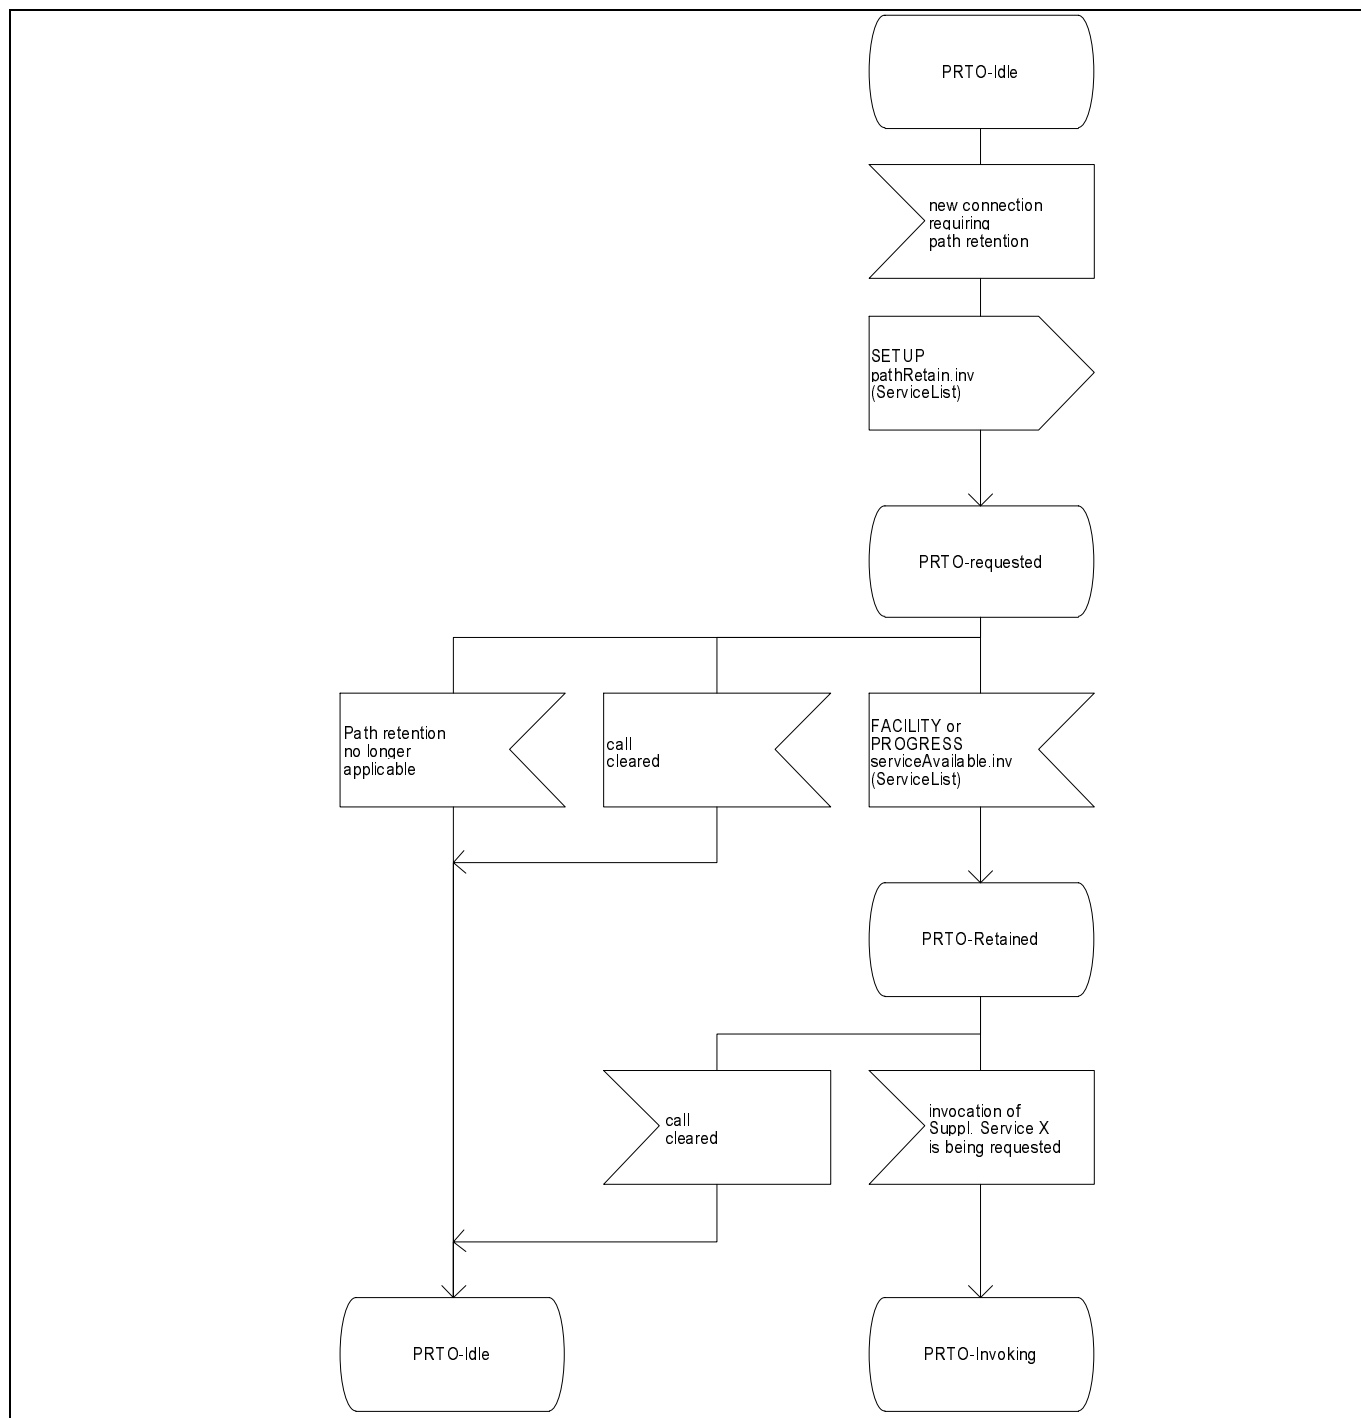 PRTO-Idle
new connection
requiring
path retention
SETUP
pathRetain.inv
(ServiceList)
PRTO-requested
Path retention
no longer
applicable
call
cleared
FACILITY or
PROGRESS
serviceAvailable.inv
(ServiceList)
PRTO-Retained
call
cleared
invocation of
Suppl. Service X
is being requested
PRTO-Idle
PRTO-Invoking